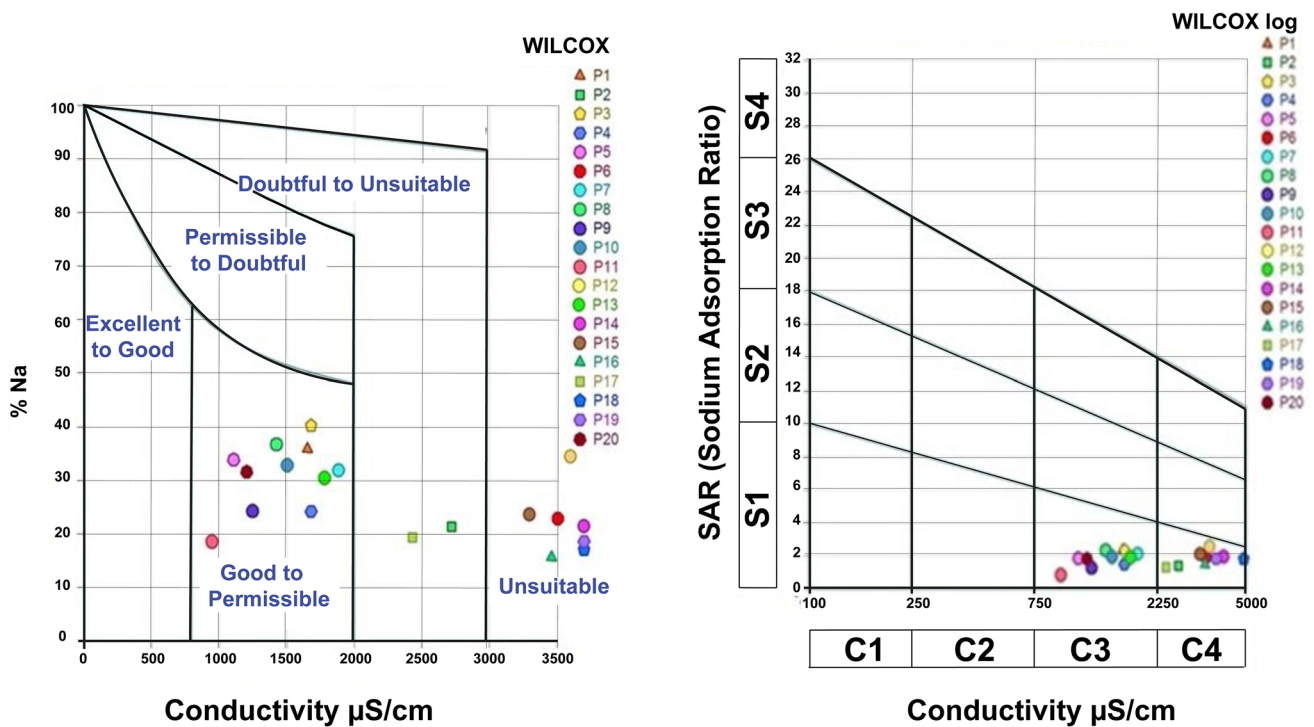 WILCOX
P1
P2
P3
P4
P5
P6
P7
P8
P9
P10
P11
P12
P13
P14
P15
P16
P17
P18
P19
P20
% Na
100
90
80
70
60
50
40
30
20
10
0
Doubtful to Unsuitable
Permissible
to Doubtful
Excellent
to Good
Good to
Permissible
Unsuitable
0
500
1000
1500
2000
2500
3000
3500
Conductivity µS/cm
WILCOX log
P1
P2
P3
P4
P5
P6
P7
P8
P9
P10
P11
P12
P13
P14
P15
P16
P17
P18
P19
P20
SAR (Sodium Adsorption Ratio)
S4
S3
S2
S1
32
30
28
26
24
22
20
18
16
14
12
10
8
6
4
2
0
100
250
750
2250
5000
C1
C2
C3
C4
Conductivity µS/cm